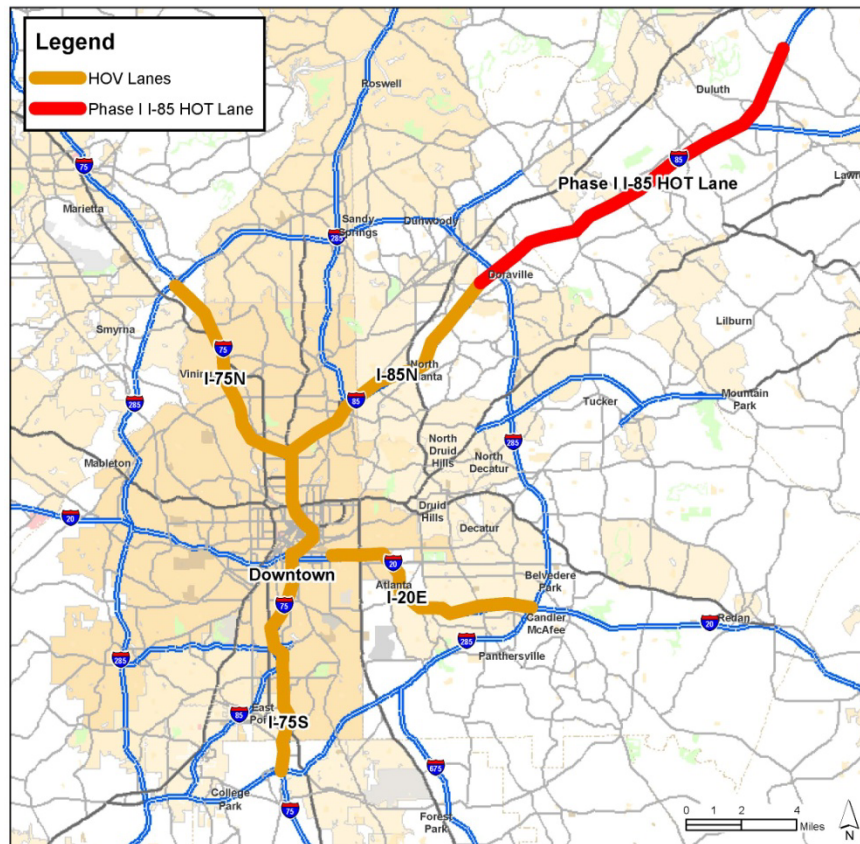 Legend
HOV Lanes
Phase I I-85 HOT Lane
Roswell
Duluth
75
85
Marietta
Phase I I-85 HOT Lane
Sandy
Springs
Dunwoody
285
Doraville
Smyrna
Lilburn
75
I-75N
I-85N
North
85
285
Tucker
Mountain
Park
North
Druid
Hills
North
Decatur
285
Mableton
20
Druid
Hills
Decatur
Downtown
20
Atlanta
I-20E
Belvedere
Park
75
Candler
McAfee
20
Redan
285
Panthersville
285
85
East
I-75S
675
College
Park
75
Forest
Park
0 1 2 4
Miles
N